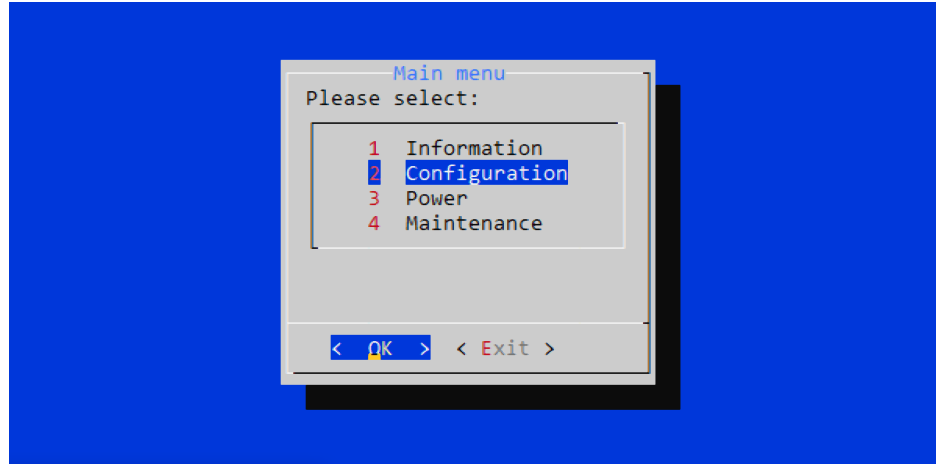 Main menu
Please select:
1 Information
2 Configuration
3 Power
4 Maintenance
< OK > < Exit >